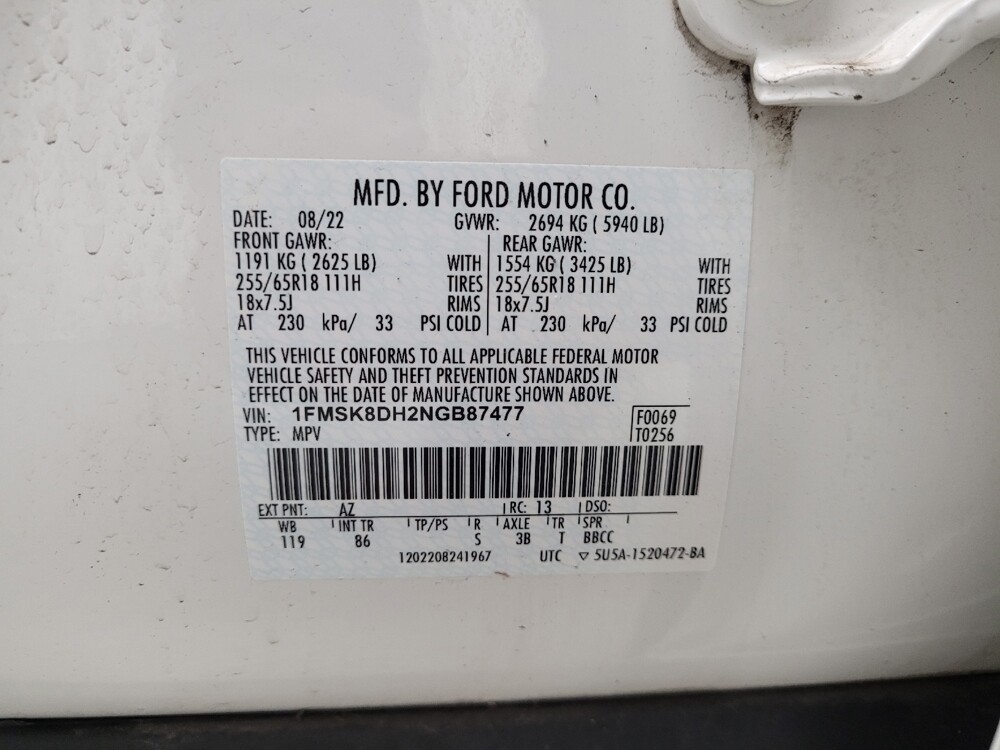 MFD. BY FORD MOTOR CO.
DATE: 08/22 GVWR: 2694 KG ( 5940 LB)
FRONT GAWR: REAR GAWR:
1191 KG ( 2625 LB) WITH 1554 KG ( 3425 LB) WITH
255/65R18 111H TIRES 255/65R18 111H TIRES
18x7.5J RIMS 18x7.5J RIMS
AT 230 kPa/ 33 PSI COLD AT 230 kPa/ 33 PSI COLD
THIS VEHICLE CONFORMS TO ALL APPLICABLE FEDERAL MOTOR
VEHICLE SAFETY AND THEFT PREVENTION STANDARDS IN
EFFECT ON THE DATE OF MANUFACTURE SHOWN ABOVE.
VIN: 1FMSK8DH2NGB87477 F0069
TYPE: MPV T0256
EXT PNT: AZ RC: 13 DSO:
WB INT TR TP/PS R AXLE TR SPR
119 86 S 3B T BBCC
1202208241967 UTC ▽ 5U5A-1520472-BA